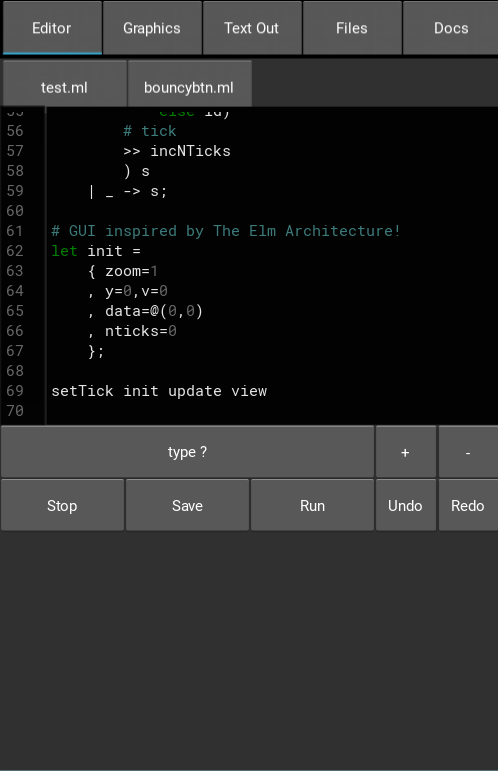 Editor Graphics Text Out Files Docs
test.ml bouncybtn.ml
55 else id)
56 # tick
57 >> incNTicks
58 ) s
59 | _ -> s;
60
61 # GUI inspired by The Elm Architecture!
62 let init =
63 { zoom=1
64 , y=0,v=0
65 , data=@(0,0)
66 , nticks=0
67 };
68
69 setTick init update view
70
type ? + -
Stop Save Run Undo Redo